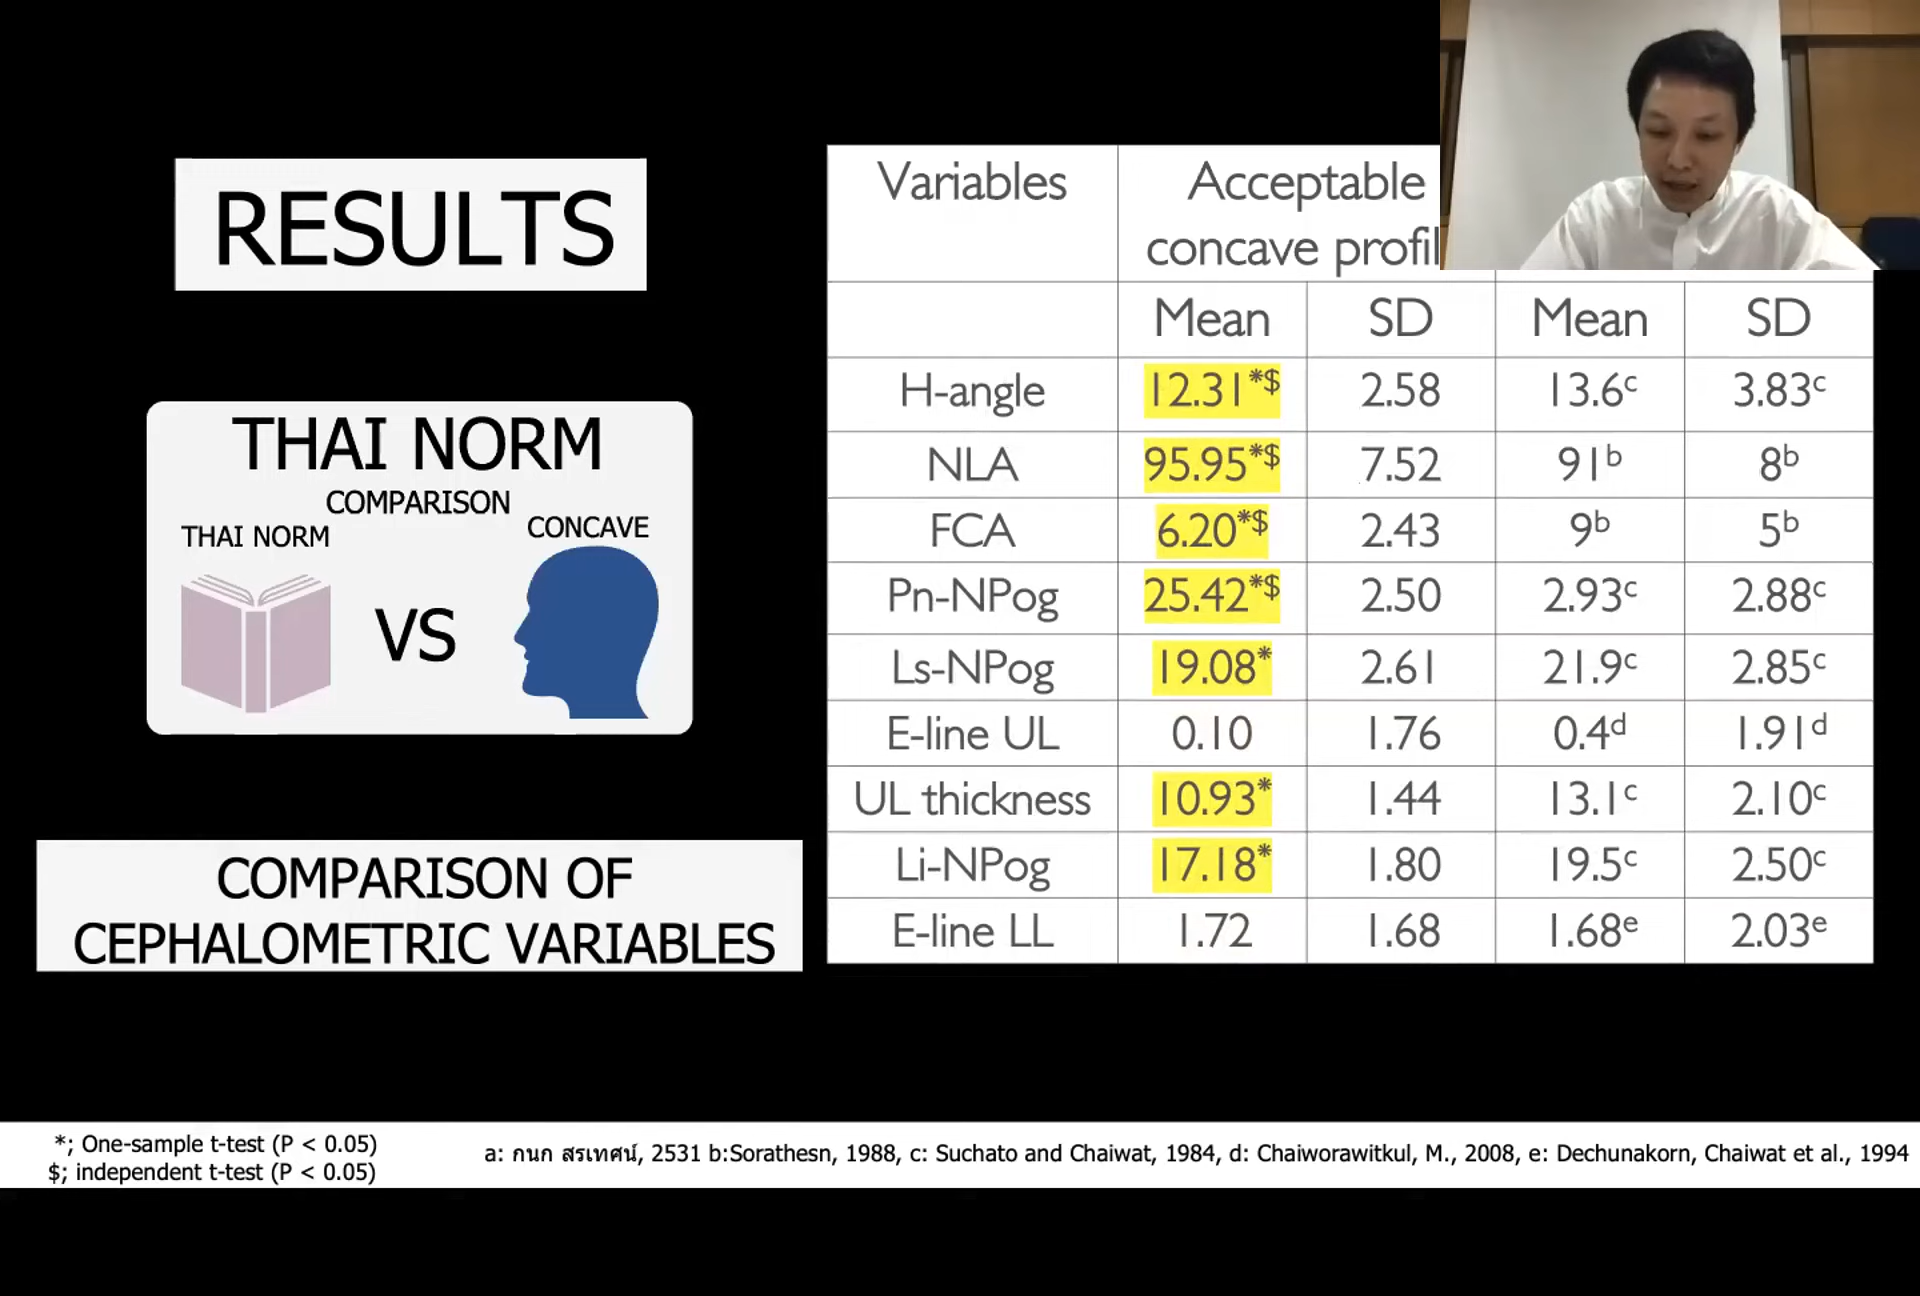 RESULTS
THAI NORM
COMPARISON
THAI NORM
CONCAVE
VS
COMPARISON OF
CEPHALOMETRIC VARIABLES
Variables Acceptable
concave profil
Mean SD Mean SD
H-angle 12.31*$ 2.58 13.6c 3.83c
NLA 95.95*$ 7.52 91b 8b
FCA 6.20*$ 2.43 9b 5b
Pn-NPog 25.42*$ 2.50 2.93c 2.88c
Ls-NPog 19.08* 2.61 21.9c 2.85c
E-line UL 0.10 1.76 0.4d 1.91d
UL thickness 10.93* 1.44 13.1c 2.10c
Li-NPog 17.18* 1.80 19.5c 2.50c
E-line LL 1.72 1.68 1.68e 2.03e
*; One-sample t-test (P < 0.05)
$; independent t-test (P < 0.05)
a: กนก สรเทศน์, 2531 b:Sorathesn, 1988, c: Suchato and Chaiwat, 1984, d: Chaiworawitkul, M., 2008, e: Dechunakorn, Chaiwat et al., 1994